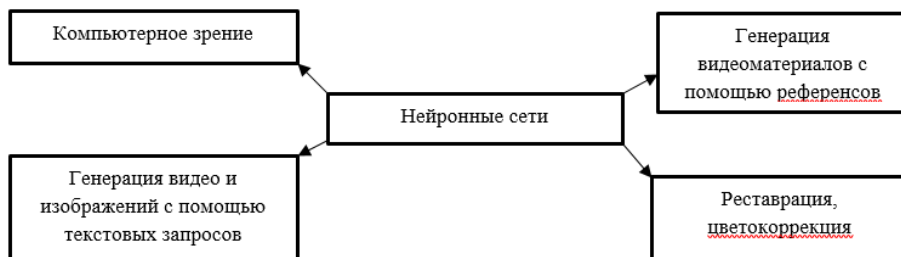 Компьютерное зрение
Генерация
видеоматериалов с
помощью референсов
Нейронные сети
Генерация видео и
изображений с помощью
текстовых запросов
Реставрация,
цветокоррекция